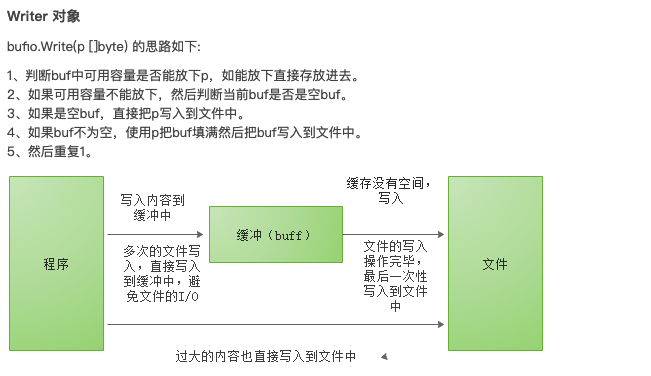 Writer 对象
bufio.Write(p []byte) 的思路如下:
1、判断buf中可用容量是否能放下p，如能放下直接存放进去。
2、如果可用容量不能放下，然后判断当前buf是否是空buf。
3、如果是空buf，直接把p写入到文件中。
4、如果buf不为空，使用p把buf填满然后把buf写入到文件中。
5、然后重复1。
程序
写入内容到
缓冲中
多次的文件写
入，直接写入
到缓冲中，避
免文件的I/O
缓冲（buff）
缓存没有空间，
写入
文件的写入
操作完毕，
最后一次性
写入到文件
中
文件
过大的内容也直接写入到文件中